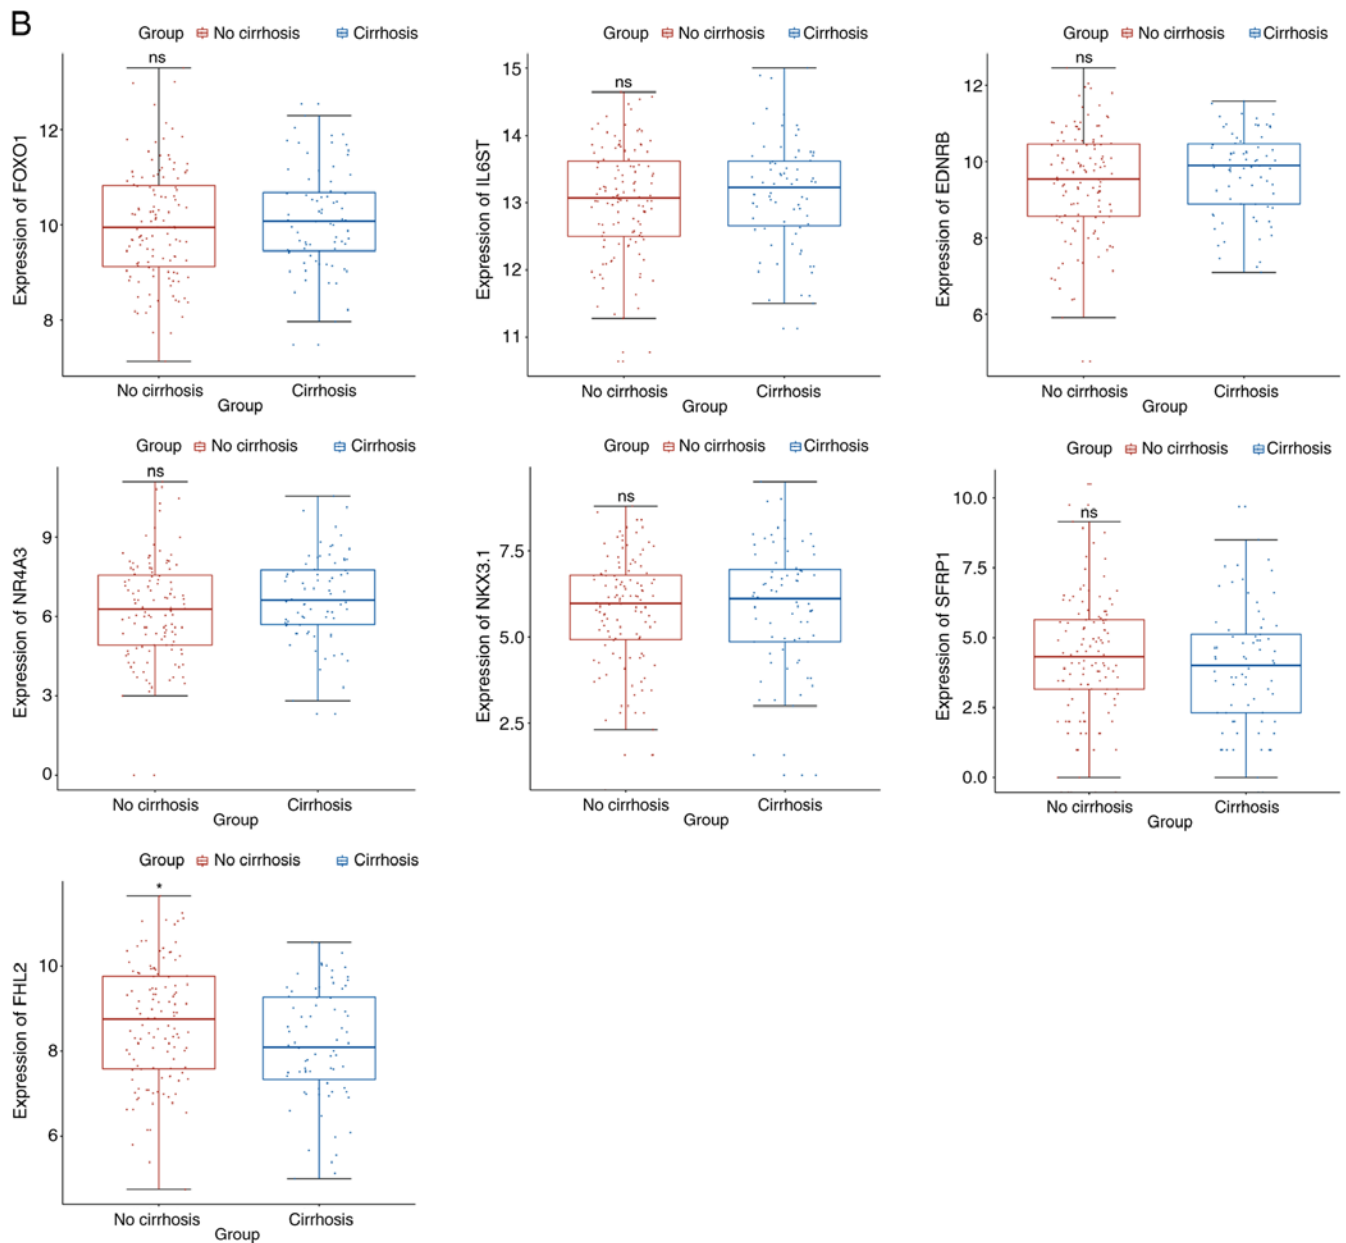 B
Group No cirrhosis Cirrhosis
ns
Expression of FOXO1
12
10
8
No cirrhosis Cirrhosis
Group
Group No cirrhosis Cirrhosis
ns
Expression of IL6ST
15
14
13
12
11
No cirrhosis Cirrhosis
Group
Group No cirrhosis Cirrhosis
ns
Expression of EDNRB
12
10
8
6
No cirrhosis Cirrhosis
Group
Group No cirrhosis Cirrhosis
ns
Expression of NR4A3
9
6
3
0
No cirrhosis Cirrhosis
Group
Group No cirrhosis Cirrhosis
ns
Expression of NKX3.1
7.5
5.0
2.5
No cirrhosis Cirrhosis
Group
Group No cirrhosis Cirrhosis
ns
Expression of SFRP1
10.0
7.5
5.0
2.5
0.0
No cirrhosis Cirrhosis
Group
Group No cirrhosis Cirrhosis
*
Expression of FHL2
10
8
6
No cirrhosis Cirrhosis
Group